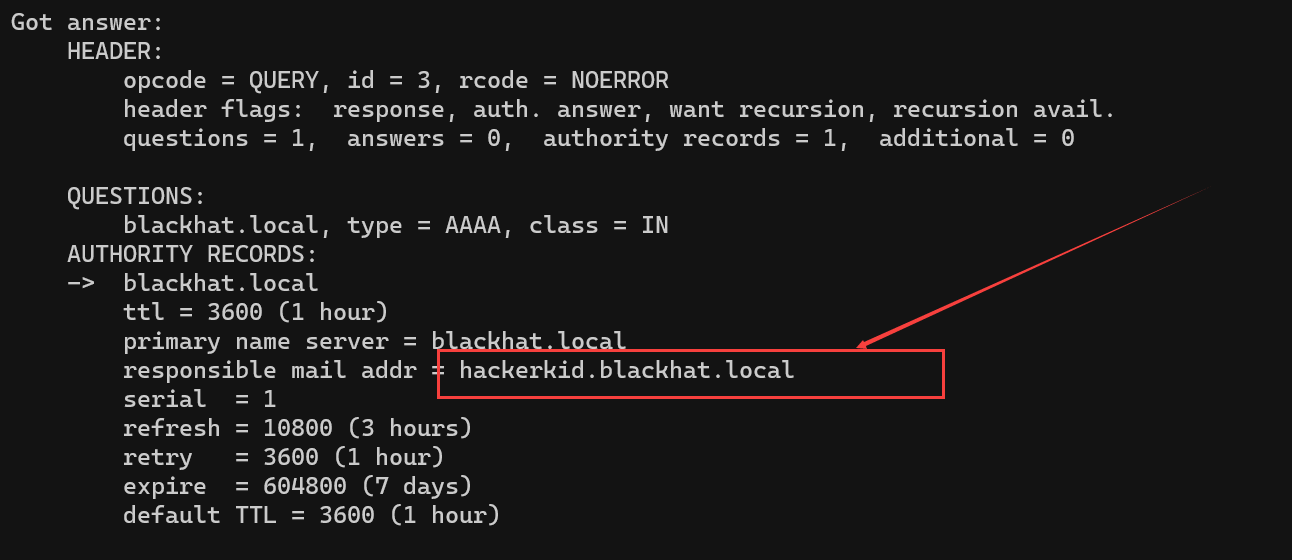 Got answer:
HEADER:
opcode = QUERY, id = 3, rcode = NOERROR
header flags:  response, auth. answer, want recursion, recursion avail.
questions = 1,  answers = 0,  authority records = 1,  additional = 0
QUESTIONS:
blackhat.local, type = AAAA, class = IN
AUTHORITY RECORDS:
->  blackhat.local
ttl = 3600 (1 hour)
primary name server = blackhat.local
responsible mail addr = hackerkid.blackhat.local
serial  = 1
refresh = 10800 (3 hours)
retry   = 3600 (1 hour)
expire  = 604800 (7 days)
default TTL = 3600 (1 hour)